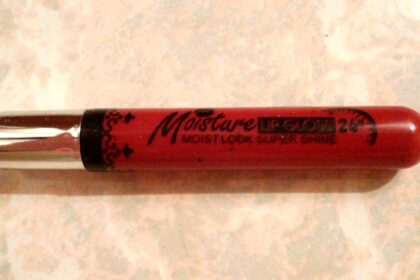 Moisture LIP GLOSS 24
MOIST LOOK SUPER SHINE